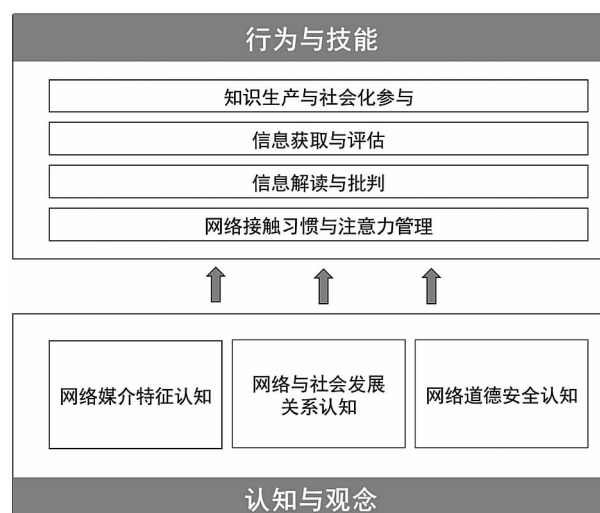 行为与技能
知识生产与社会化参与
信息获取与评估
信息解读与批判
网络接触习惯与注意力管理
网络媒介特征认知
网络与社会发展
关系认知
网络道德安全认知
认知与观念